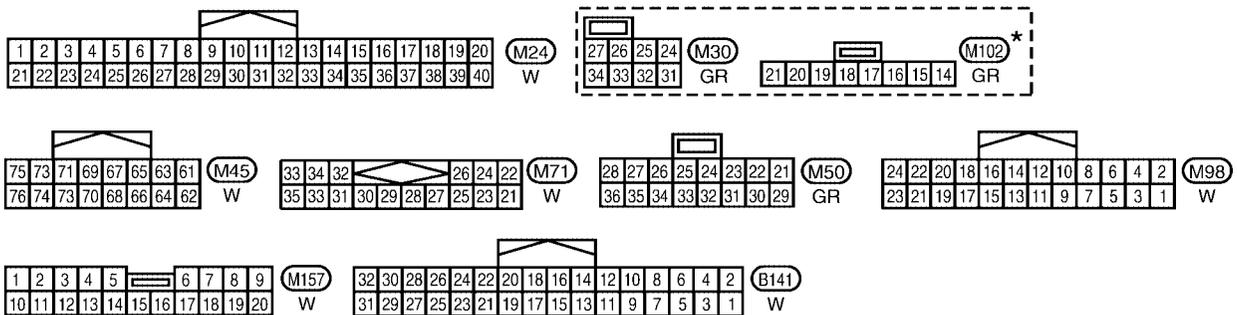 1 2 3 4 5 6 7 8 9 10 11 12 13 14 15 16 17 18 19 20 M24
21 22 23 24 25 26 27 28 29 30 31 32 33 34 35 36 37 38 39 40 W
27 26 25 24 M30
34 33 32 31 GR
M102 *
21 20 19 18 17 16 15 14 GR
75 73 71 69 67 65 63 61 M45
76 74 73 70 68 66 64 62 W
33 34 32 26 24 22 M71
35 33 31 30 29 28 27 25 23 21 W
28 27 26 25 24 23 22 21 M50
36 35 34 33 32 31 30 29 GR
24 22 20 18 16 14 12 10 8 6 4 2 M98
23 21 19 17 15 13 11 9 7 5 3 1 W
1 2 3 4 5 6 7 8 9 M157
10 11 12 13 14 15 16 17 18 19 20 W
32 30 28 26 24 22 20 18 16 14 12 10 8 6 4 2 B141
31 29 27 25 23 21 19 17 15 13 11 9 7 5 3 1 W